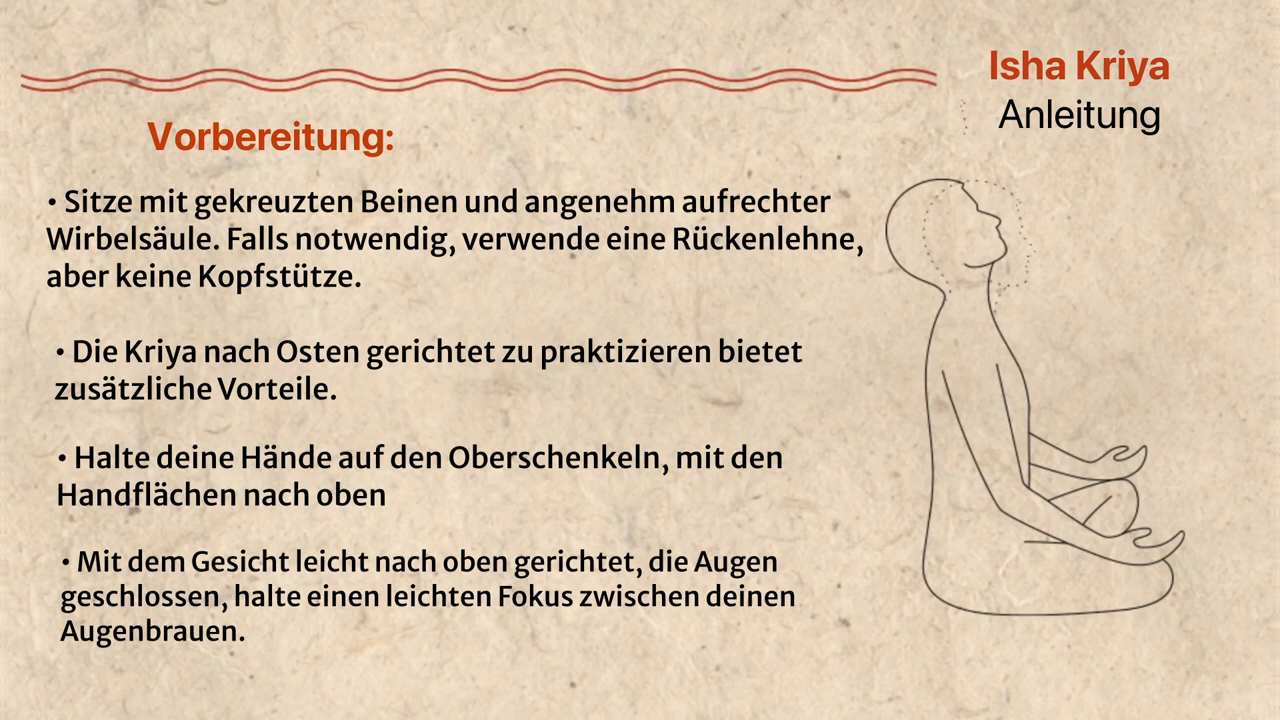 Isha Kriya
Anleitung
Vorbereitung:
• Sitze mit gekreuzten Beinen und angenehm aufrechter
Wirbelsäule. Falls notwendig, verwende eine Rückenlehne,
aber keine Kopfstütze.
• Die Kriya nach Osten gerichtet zu praktizieren bietet
zusätzliche Vorteile.
• Halte deine Hände auf den Oberschenkeln, mit den
Handflächen nach oben
• Mit dem Gesicht leicht nach oben gerichtet, die Augen
geschlossen, halte einen leichten Fokus zwischen deinen
Augenbrauen.